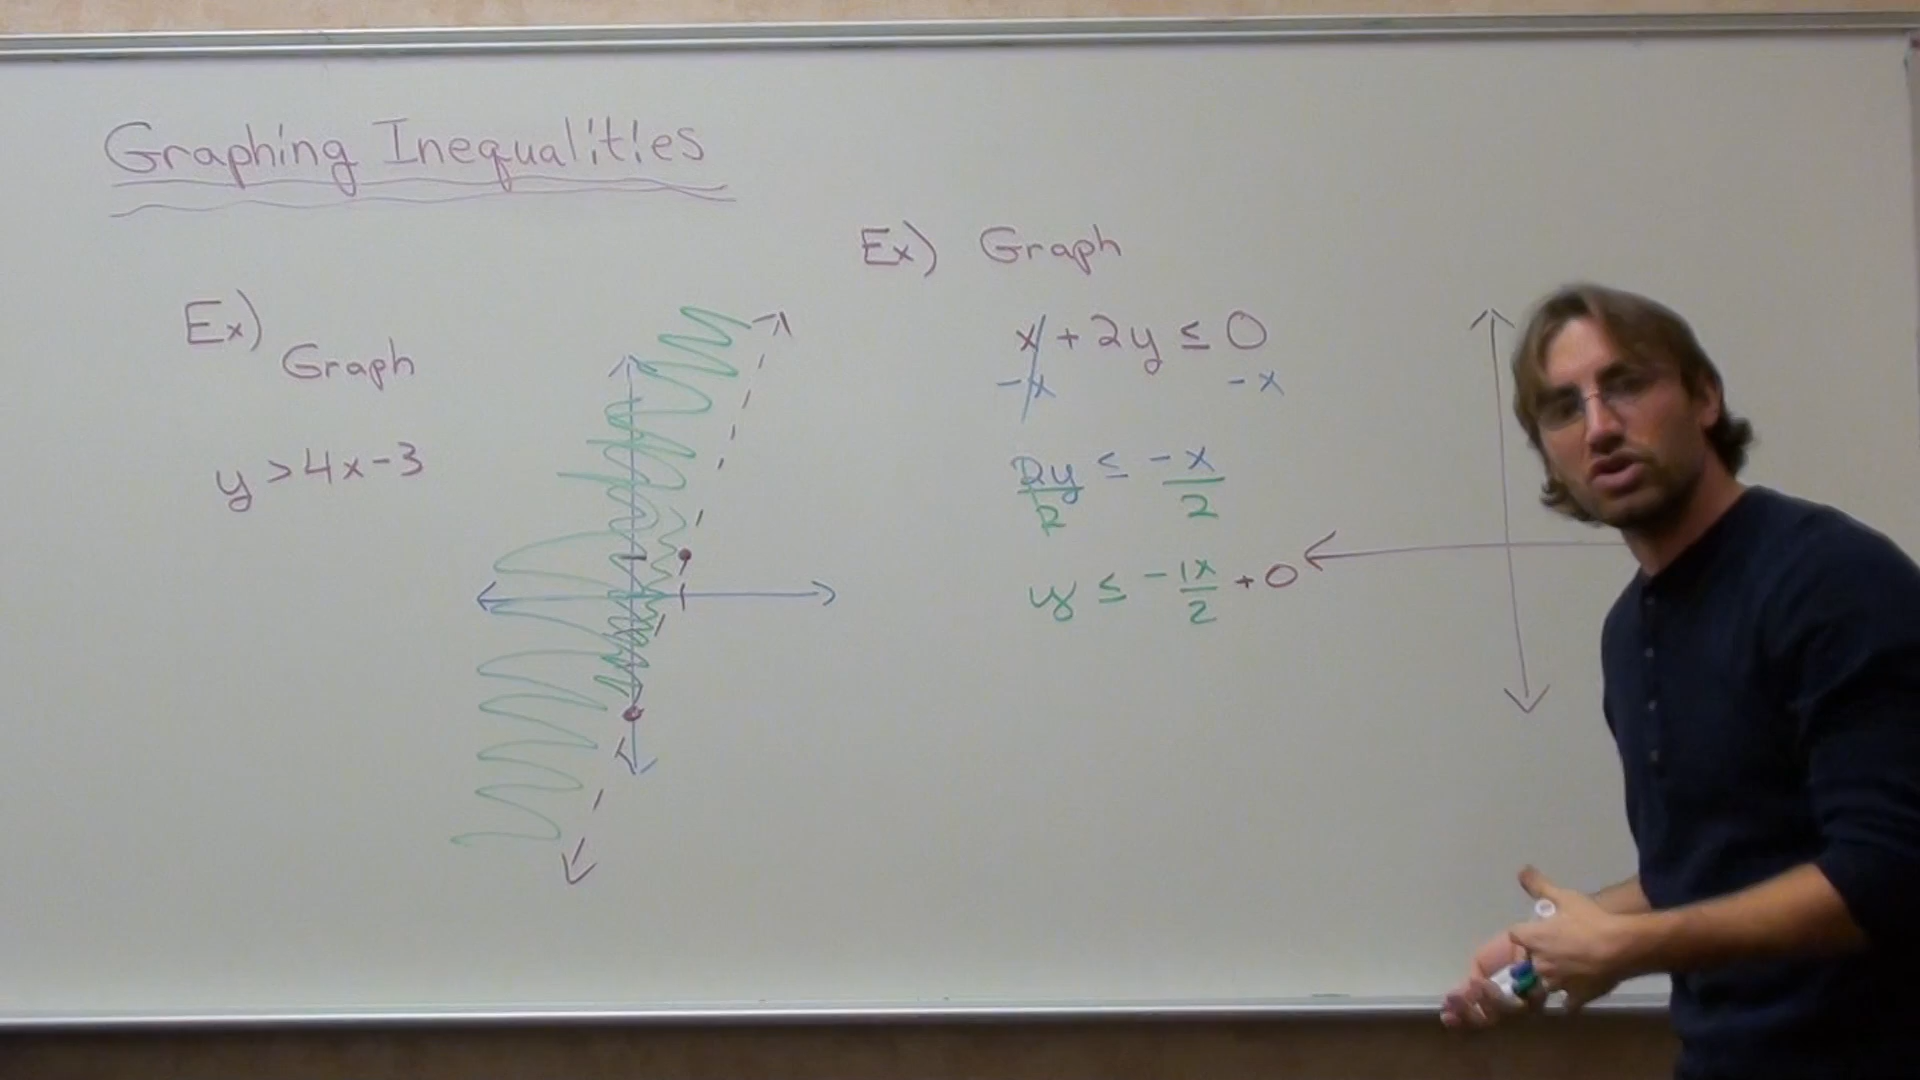 Graphing Inequalities
Ex)
Graph
y > 4x - 3
Ex) Graph
x + 2y ≤ 0
-x -x
2y ≤ -x
2 2
y ≤ -1x/2 + 0